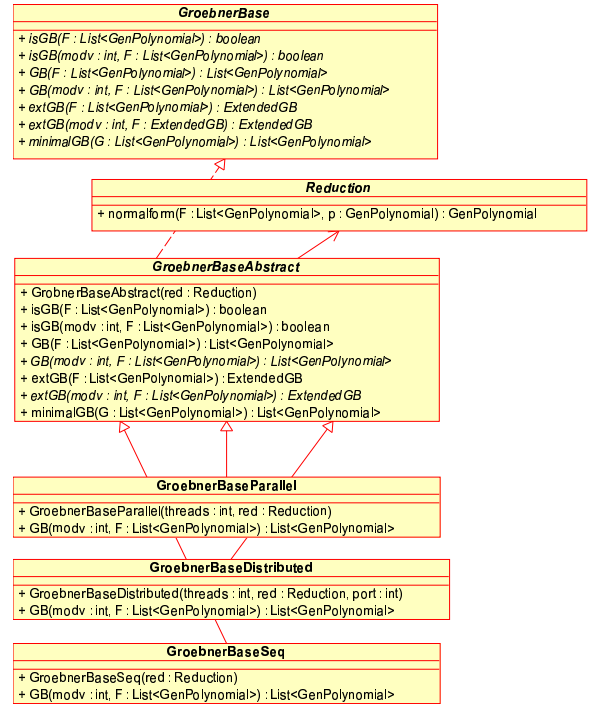 GroebnerBase
+ isGB(F : List<GenPolynomial>) : boolean
+ isGB(modv : int, F : List<GenPolynomial>) : boolean
+ GB(F : List<GenPolynomial>) : List<GenPolynomial>
+ GB(modv : int, F : List<GenPolynomial>) : List<GenPolynomial>
+ extGB(F : List<GenPolynomial>) : ExtendedGB
+ extGB(modv : int, F : ExtendedGB) : ExtendedGB
+ minimalGB(G : List<GenPolynomial>) : List<GenPolynomial>
Reduction
+ normalform(F : List<GenPolynomial>, p : GenPolynomial) : GenPolynomial
GroebnerBaseAbstract
+ GrobnerBaseAbstract(red : Reduction)
+ isGB(F : List<GenPolynomial>) : boolean
+ isGB(modv : int, F : List<GenPolynomial>) : boolean
+ GB(F : List<GenPolynomial>) : List<GenPolynomial>
+ GB(modv : int, F : List<GenPolynomial>) : List<GenPolynomial>
+ extGB(F : List<GenPolynomial>) : ExtendedGB
+ extGB(modv : int, F : List<GenPolynomial>) : ExtendedGB
+ minimalGB(G : List<GenPolynomial>) : List<GenPolynomial>
GroebnerBaseParallel
+ GroebnerBaseParallel(threads : int, red : Reduction)
+ GB(modv : int, F : List<GenPolynomial>) : List<GenPolynomial>
GroebnerBaseDistributed
+ GroebnerBaseDistributed(threads : int, red : Reduction, port : int)
+ GB(modv : int, F : List<GenPolynomial>) : List<GenPolynomial>
GroebnerBaseSeq
+ GroebnerBaseSeq(red : Reduction)
+ GB(modv : int, F : List<GenPolynomial>) : List<GenPolynomial>